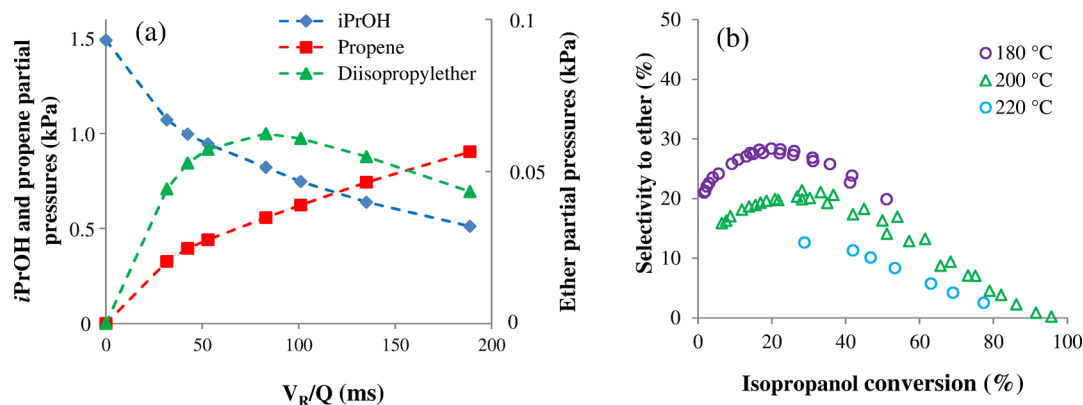 (a)
iPrOH
Propene
Diisopropylether
iPrOH and propene partial
pressures (kPa)
1.5
1.0
0.5
0
0
50
100
150
200
V_R/Q (ms)
0.1
0.05
0
Ether partial pressures (kPa)
(b)
180 °C
200 °C
220 °C
Selectivity to ether (%)
50
40
30
20
10
0
0
20
40
60
80
100
Isopropanol conversion (%)